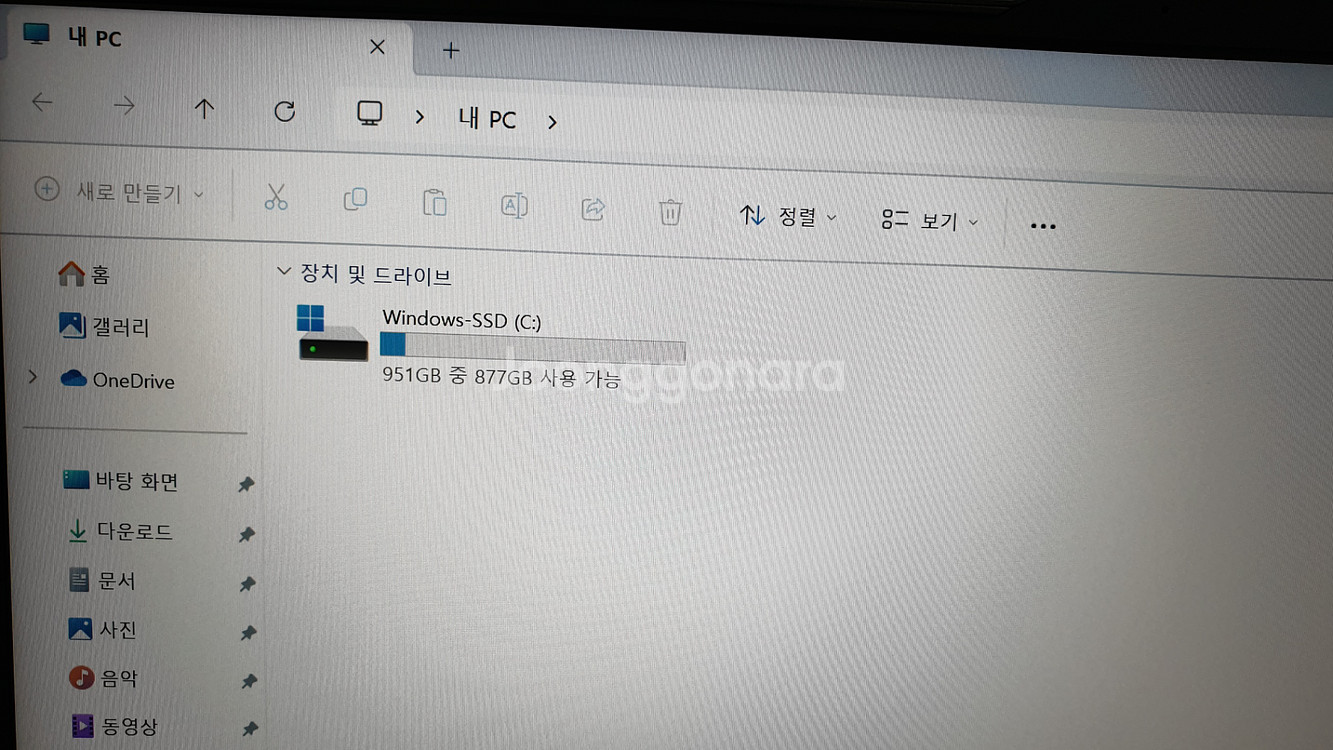 내 PC
내 PC
새로 만들기
정렬
보기
홈
갤러리
OneDrive
바탕 화면
다운로드
문서
사진
음악
동영상
장치 및 드라이브
Windows-SSD (C:)
951GB 중 877GB 사용 가능
Joonggonara